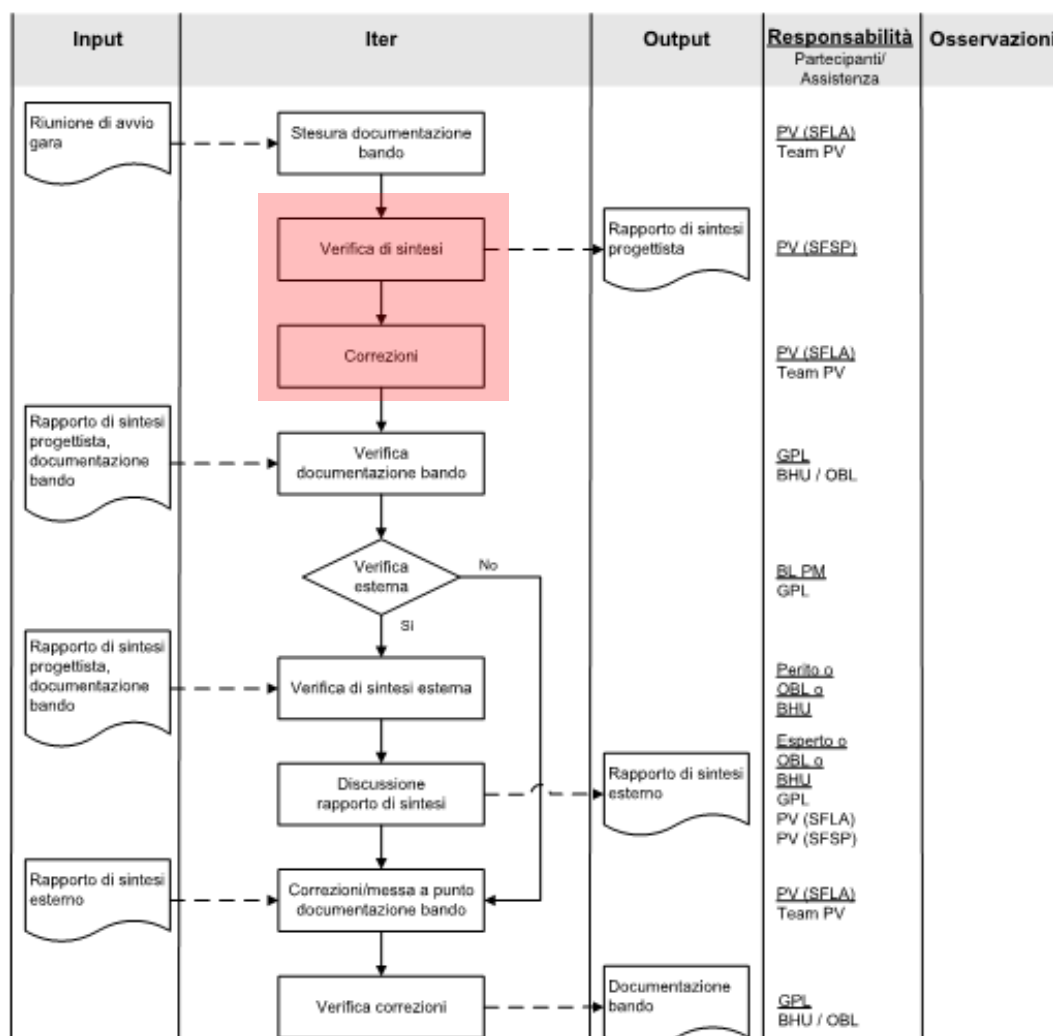 Input
Iter
Output
Responsabilità
Partecipanti/
Assistenza
Osservazioni
Riunione di avvio
gara
Stesura documentazione
bando
PV (SFLA)
Team PV
Verifica di sintesi
Rapporto di sintesi
progettista
PV (SFSP)
Correzioni
PV (SFLA)
Team PV
Rapporto di sintesi
progettista,
documentazione
bando
Verifica
documentazione bando
GPL
BHU / OBL
Verifica
esterna
No
Sì
BL PM
GPL
Rapporto di sintesi
progettista,
documentazione
bando
Verifica di sintesi esterna
Perito o
OBL o
BHU
Discussione
rapporto di sintesi
Rapporto di sintesi
esterno
Esperto o
OBL o
BHU
GPL
PV (SFLA)
PV (SFSP)
Rapporto di sintesi
esterno
Correzioni/messa a punto
documentazione bando
PV (SFLA)
Team PV
Verifica correzioni
Documentazione
bando
GPL
BHU / OBL